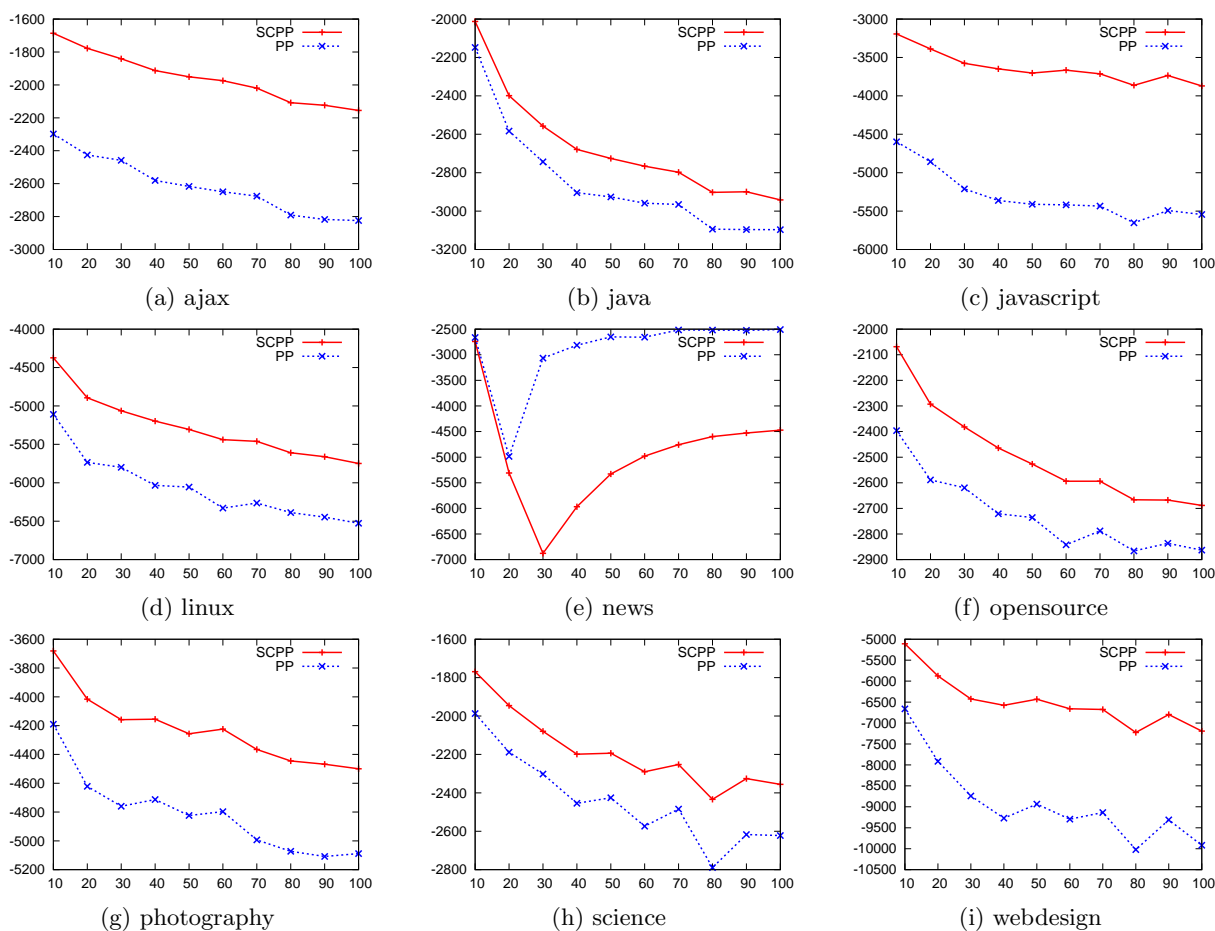 -1600
-1800
-2000
-2200
-2400
-2600
-2800
-3000
10 20 30 40 50 60 70 80 90 100
SCPP
PP
(a) ajax
-2000
-2200
-2400
-2600
-2800
-3000
-3200
10 20 30 40 50 60 70 80 90 100
SCPP
PP
(b) java
-3000
-3500
-4000
-4500
-5000
-5500
-6000
10 20 30 40 50 60 70 80 90 100
SCPP
PP
(c) javascript
-4000
-4500
-5000
-5500
-6000
-6500
-7000
10 20 30 40 50 60 70 80 90 100
SCPP
PP
(d) linux
-2500
-3000
-3500
-4000
-4500
-5000
-5500
-6000
-6500
-7000
10 20 30 40 50 60 70 80 90 100
SCPP
PP
(e) news
-2000
-2100
-2200
-2300
-2400
-2500
-2600
-2700
-2800
-2900
10 20 30 40 50 60 70 80 90 100
SCPP
PP
(f) opensource
-3600
-3800
-4000
-4200
-4400
-4600
-4800
-5000
-5200
10 20 30 40 50 60 70 80 90 100
SCPP
PP
(g) photography
-1600
-1800
-2000
-2200
-2400
-2600
-2800
10 20 30 40 50 60 70 80 90 100
SCPP
PP
(h) science
-5000
-5500
-6000
-6500
-7000
-7500
-8000
-8500
-9000
-9500
-10000
-10500
10 20 30 40 50 60 70 80 90 100
SCPP
PP
(i) webdesign